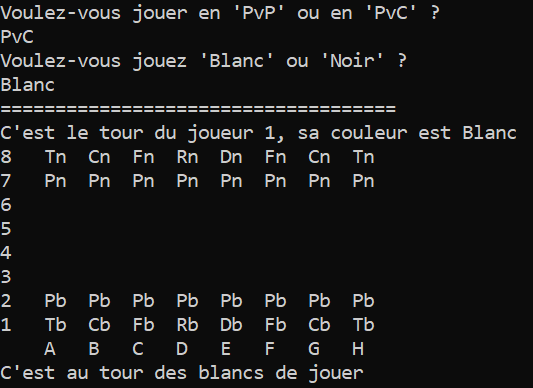 Voulez-vous jouer en 'PvP' ou en 'PvC' ?
PvC
Voulez-vous jouez 'Blanc' ou 'Noir' ?
Blanc
====================================
C'est le tour du joueur 1, sa couleur est Blanc
8   Tn  Cn  Fn  Rn  Dn  Fn  Cn  Tn
7   Pn  Pn  Pn  Pn  Pn  Pn  Pn  Pn
6
5
4
3
2   Pb  Pb  Pb  Pb  Pb  Pb  Pb  Pb
1   Tb  Cb  Fb  Rb  Db  Fb  Cb  Tb
    A   B   C   D   E   F   G   H
C'est au tour des blancs de jouer